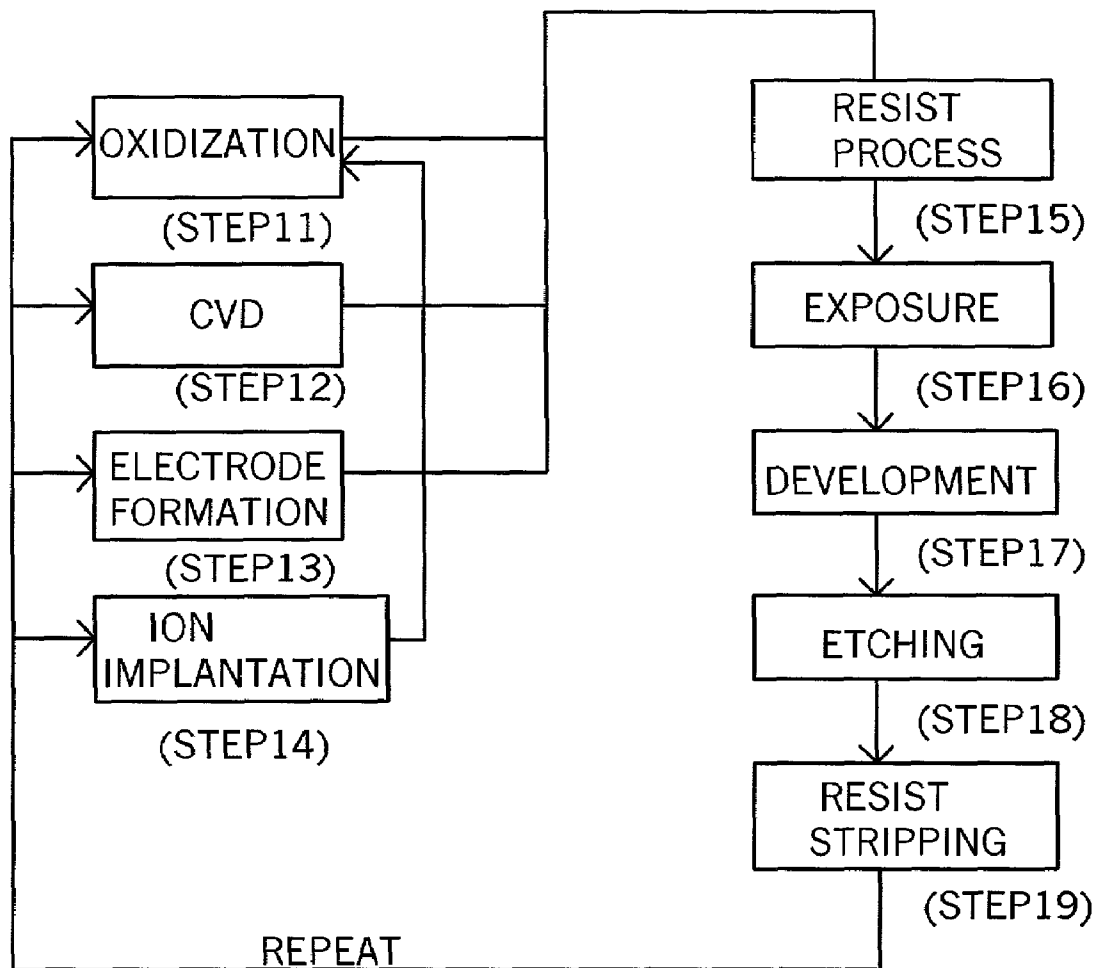 OXIDIZATION
(STEP11)
CVD
(STEP12)
ELECTRODE
FORMATION
(STEP13)
ION
IMPLANTATION
(STEP14)
RESIST
PROCESS
(STEP15)
EXPOSURE
(STEP16)
DEVELOPMENT
(STEP17)
ETCHING
(STEP18)
RESIST
STRIPPING
(STEP19)
REPEAT